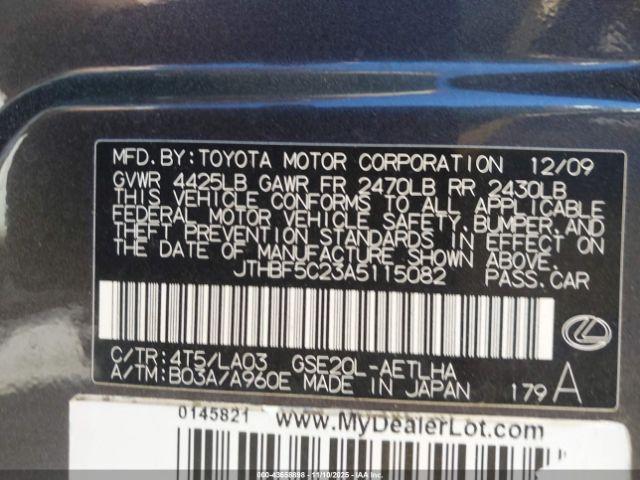 MFD.BY:TOYOTA MOTOR CORPORATION 12/09
GVWR 4425LB GAWR FR 2470LB RR 2430LB
THIS VEHICLE CONFORMS TO ALL APPLICABLE
FEDERAL MOTOR VEHICLE SAFETY,BUMPER,AND
THEFT PREVENTION STANDARDS IN EFFECT ON
THE DATE OF MANUFACTURE SHOWN ABOVE.
JTHBF5C23A5115082 PASS.CAR
C/TR:4T5/LA03 GSE20L-AETLHA
A/TM:B03A/A960E MADE IN JAPAN 179 A
0145821 www.
MyDealerLot.com
000-43658898 - 11/10/2025 - IAAI.COM